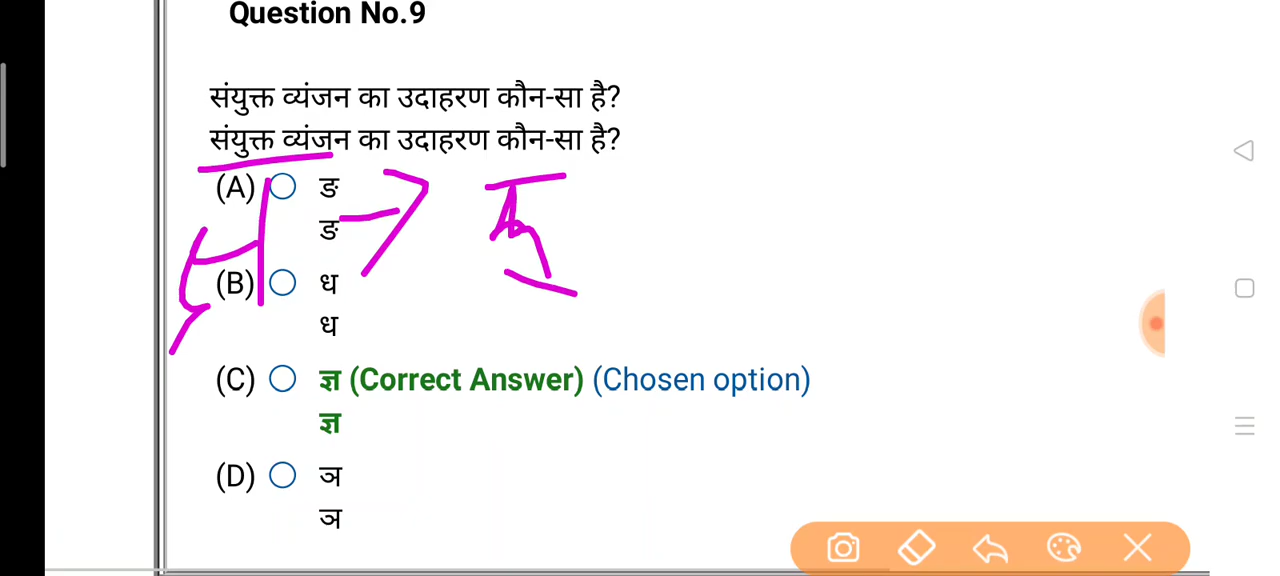 Question No.9
संयुक्त व्यंजन का उदाहरण कौन-सा है?
संयुक्त व्यंजन का उदाहरण कौन-सा है?
(A) ङ
ङ
(B) ध
ध
(C) ज्ञ (Correct Answer) (Chosen option)
ज्ञ
(D) ञ
ञ